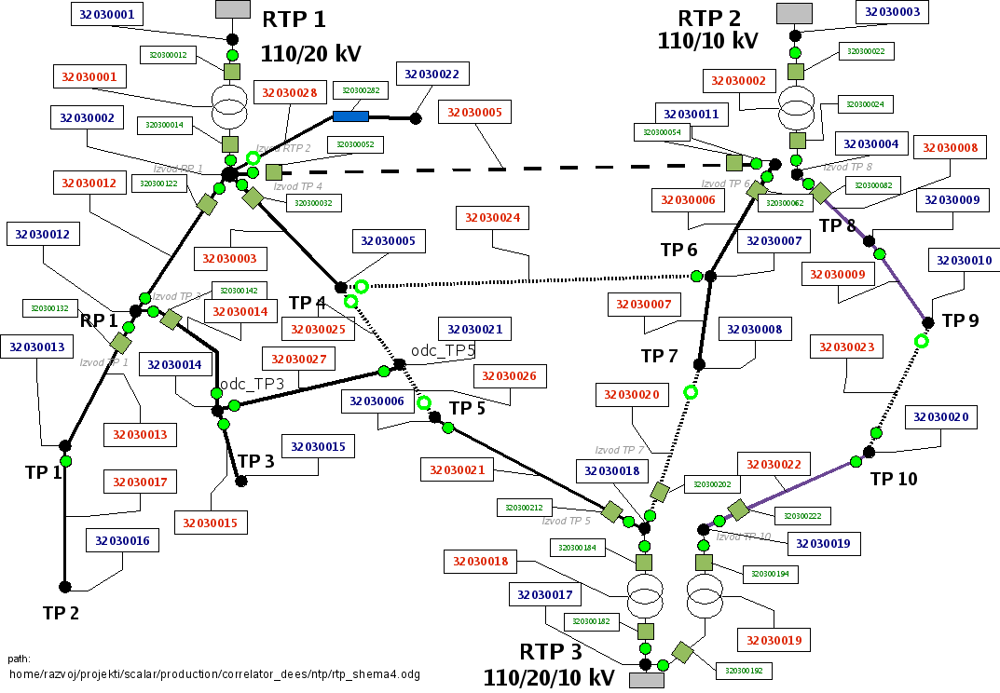 32030001
RTP 1
110/20 kV
RTP 2
110/10 kV
32030003
320300012
320300022
32030001
32030028
320300282
32030022
32030002
32030002
320300014
32030005
32030011
320300024
320300054
32030004
32030008
320300052
Izvod RTP 2
Izvod RP 1
Izvod TP 4
Izvod TP 6
Izvod TP 8
32030012
320300122
320300032
32030006
320300062
320300082
32030009
32030012
32030003
32030024
32030005
TP 6
32030007
TP 8
32030010
320300132
RP 1
Izvod TP 3
320300142
32030014
TP 4
32030025
32030007
32030009
TP 9
32030013
Izvod TP 1
32030014
32030027
odc_TP5
32030021
TP 7
32030008
32030023
odc_TP3
32030006
32030026
TP 5
32030020
32030020
32030013
TP 1
32030017
TP 3
32030015
32030021
Izvod TP 7
32030018
32030022
TP 10
320300202
32030015
320300212
Izvod TP 5
320300222
32030016
TP 2
320300184
Izvod TP 10
32030019
32030018
320300194
32030017
320300182
32030019
RTP 3
110/20/10 kV
320300192
path:
home/razvoj/projekti/scalar/production/correlator_dees/ntp/rtp_shema4.odg